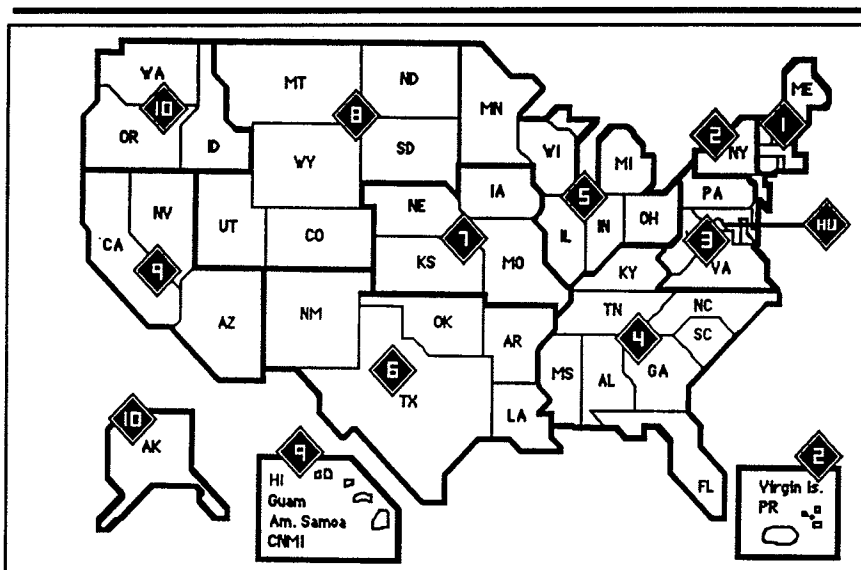 WA
MT
ND
MN
ME
10
8
2
1
OR
ID
WI
MI
NY
WY
SD
IA
5
PA
NE
HQ
NV
UT
CO
IL
IN
OH
3
CA
7
VA
9
KS
MO
KY
TN
NC
AZ
NM
OK
AR
4
SC
6
TX
MS
AL
GA
LA
10
AK
9
HI
Guam
Am. Samoa
CNMI
FL
2
Virgin Is.
PR